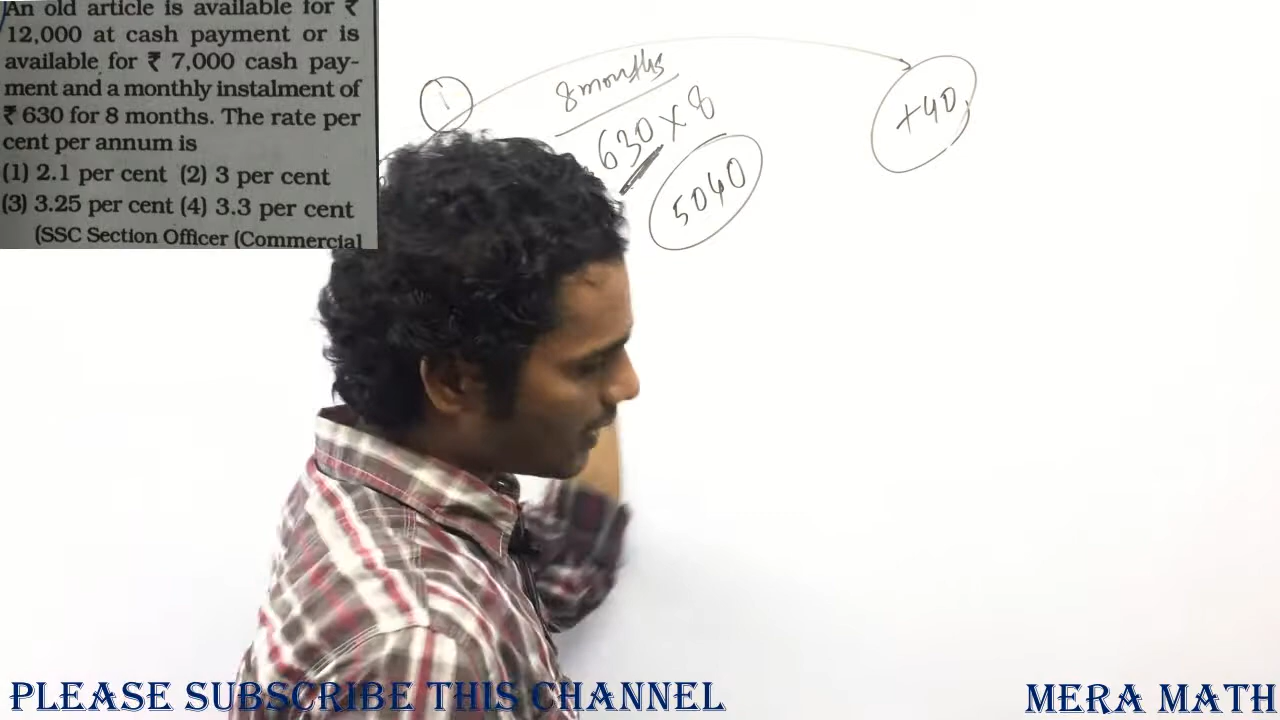 An old article is available for ₹
12,000 at cash payment or is
available for ₹ 7,000 cash pay-
ment and a monthly instalment of
₹ 630 for 8 months. The rate per
cent per annum is
(1) 2.1 per cent (2) 3 per cent
(3) 3.25 per cent (4) 3.3 per cent
(SSC Section Officer (Commercial
8 months
630 × 8
5040
+40
PLEASE SUBSCRIBE THIS CHANNEL
MERA MATH